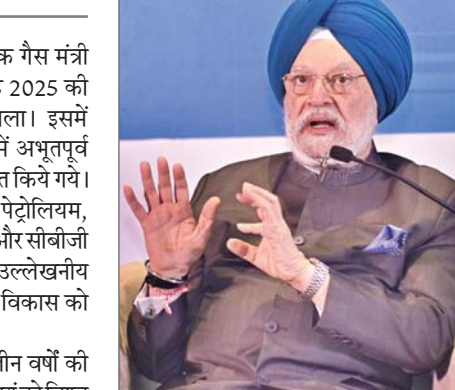 क गैस मंत्री
2025 की
ला। इसमें
में अभूतपूर्व
त किये गये।
पेट्रोलियम,
और सीबीजी
उल्लेखनीय
विकास को
ीन वर्षों की